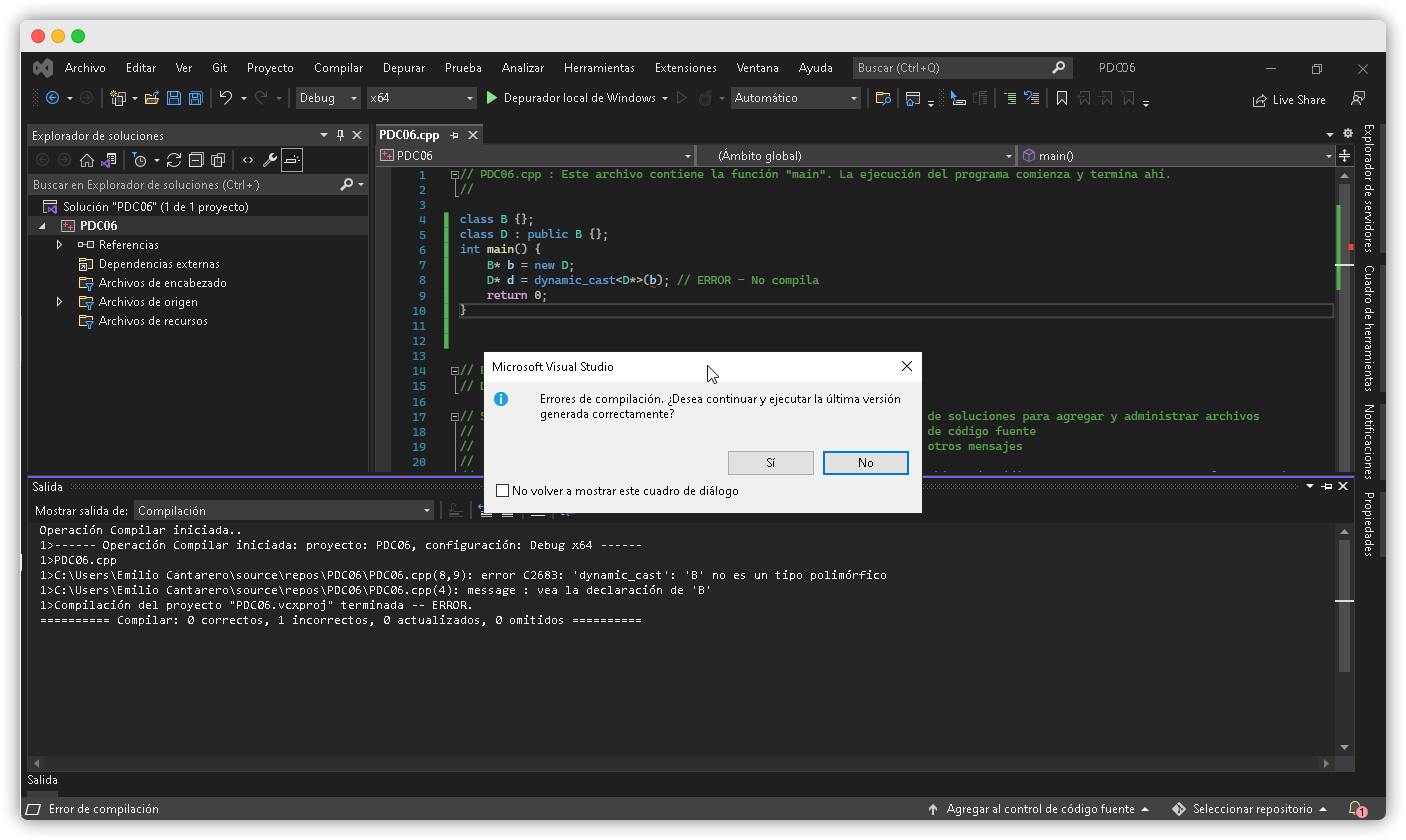 Archivo Editar Ver Git Proyecto Compilar Depurar Prueba Analizar Herramientas Extensiones Ventana Ayuda Buscar (Ctrl+Q) PDC06
Debug x64 Depurador local de Windows Automático Live Share
Explorador de soluciones
Buscar en Explorador de soluciones (Ctrl+´)
Solución "PDC06" (1 de 1 proyecto)
PDC06
Referencias
Dependencias externas
Archivos de encabezado
Archivos de origen
Archivos de recursos
PDC06.cpp
PDC06 (Ámbito global) main()
1 // PDC06.cpp : Este archivo contiene la función "main". La ejecución del programa comienza y termina ahí.
2 //
3
4 class B {};
5 class D : public B {};
6 int main() {
7 B* b = new D;
8 D* d = dynamic_cast<D*>(b); // ERROR - No compila
9 return 0;
10 }
11
12
13
14 //
15 //
16
17 // de soluciones para agregar y administrar archivos
18 // de código fuente
19 // otros mensajes
20 //
Microsoft Visual Studio
Errores de compilación. ¿Desea continuar y ejecutar la última versión
generada correctamente?
Sí No
No volver a mostrar este cuadro de diálogo
Explorador de servidores
Cuadro de herramientas
Notificaciones
Propiedades
Salida
Mostrar salida de: Compilación
Operación Compilar iniciada..
1>------ Operación Compilar iniciada: proyecto: PDC06, configuración: Debug x64 ------
1>PDC06.cpp
1>C:\Users\Emilio Cantarero\source\repos\PDC06\PDC06.cpp(8,9): error C2683: 'dynamic_cast': 'B' no es un tipo polimórfico
1>C:\Users\Emilio Cantarero\source\repos\PDC06\PDC06.cpp(4): message : vea la declaración de 'B'
1>Compilación del proyecto "PDC06.vcxproj" terminada -- ERROR.
========== Compilar: 0 correctos, 1 incorrectos, 0 actualizados, 0 omitidos ==========
Salida
Error de compilación Agregar al control de código fuente Seleccionar repositorio 1